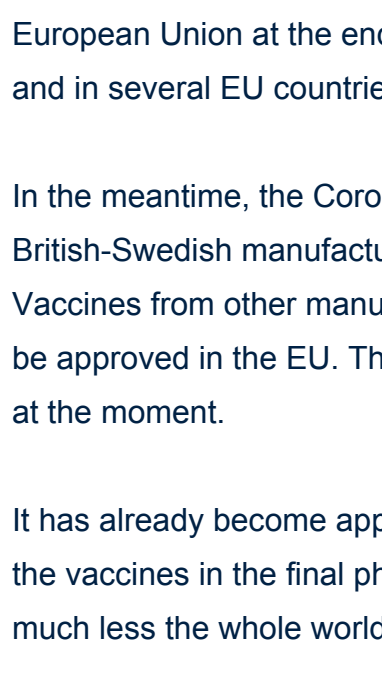 European Union at the end
and in several EU countrie
In the meantime, the Coro
British-Swedish manufactu
Vaccines from other manu
be approved in the EU. Th
at the moment.
It has already become app
the vaccines in the final ph
much less the whole world